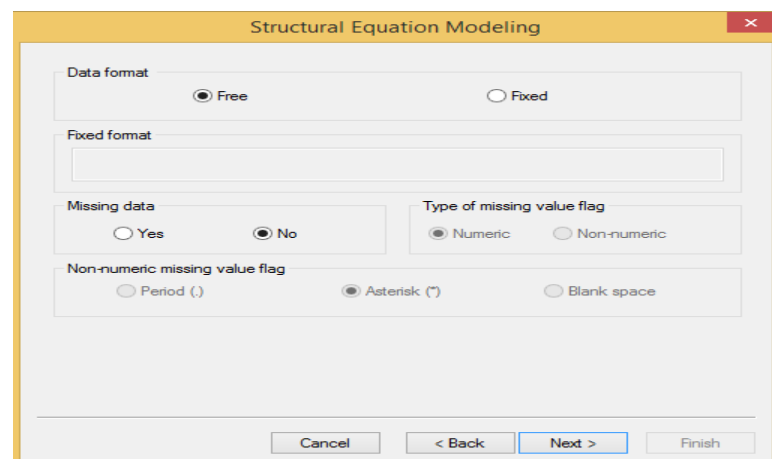 Structural Equation Modeling
Data format
Free Fixed
Fixed format
Missing data Type of missing value flag
Yes No Numeric Non-numeric
Non-numeric missing value flag
Period (.) Asterisk (*) Blank space
Cancel < Back Next > Finish